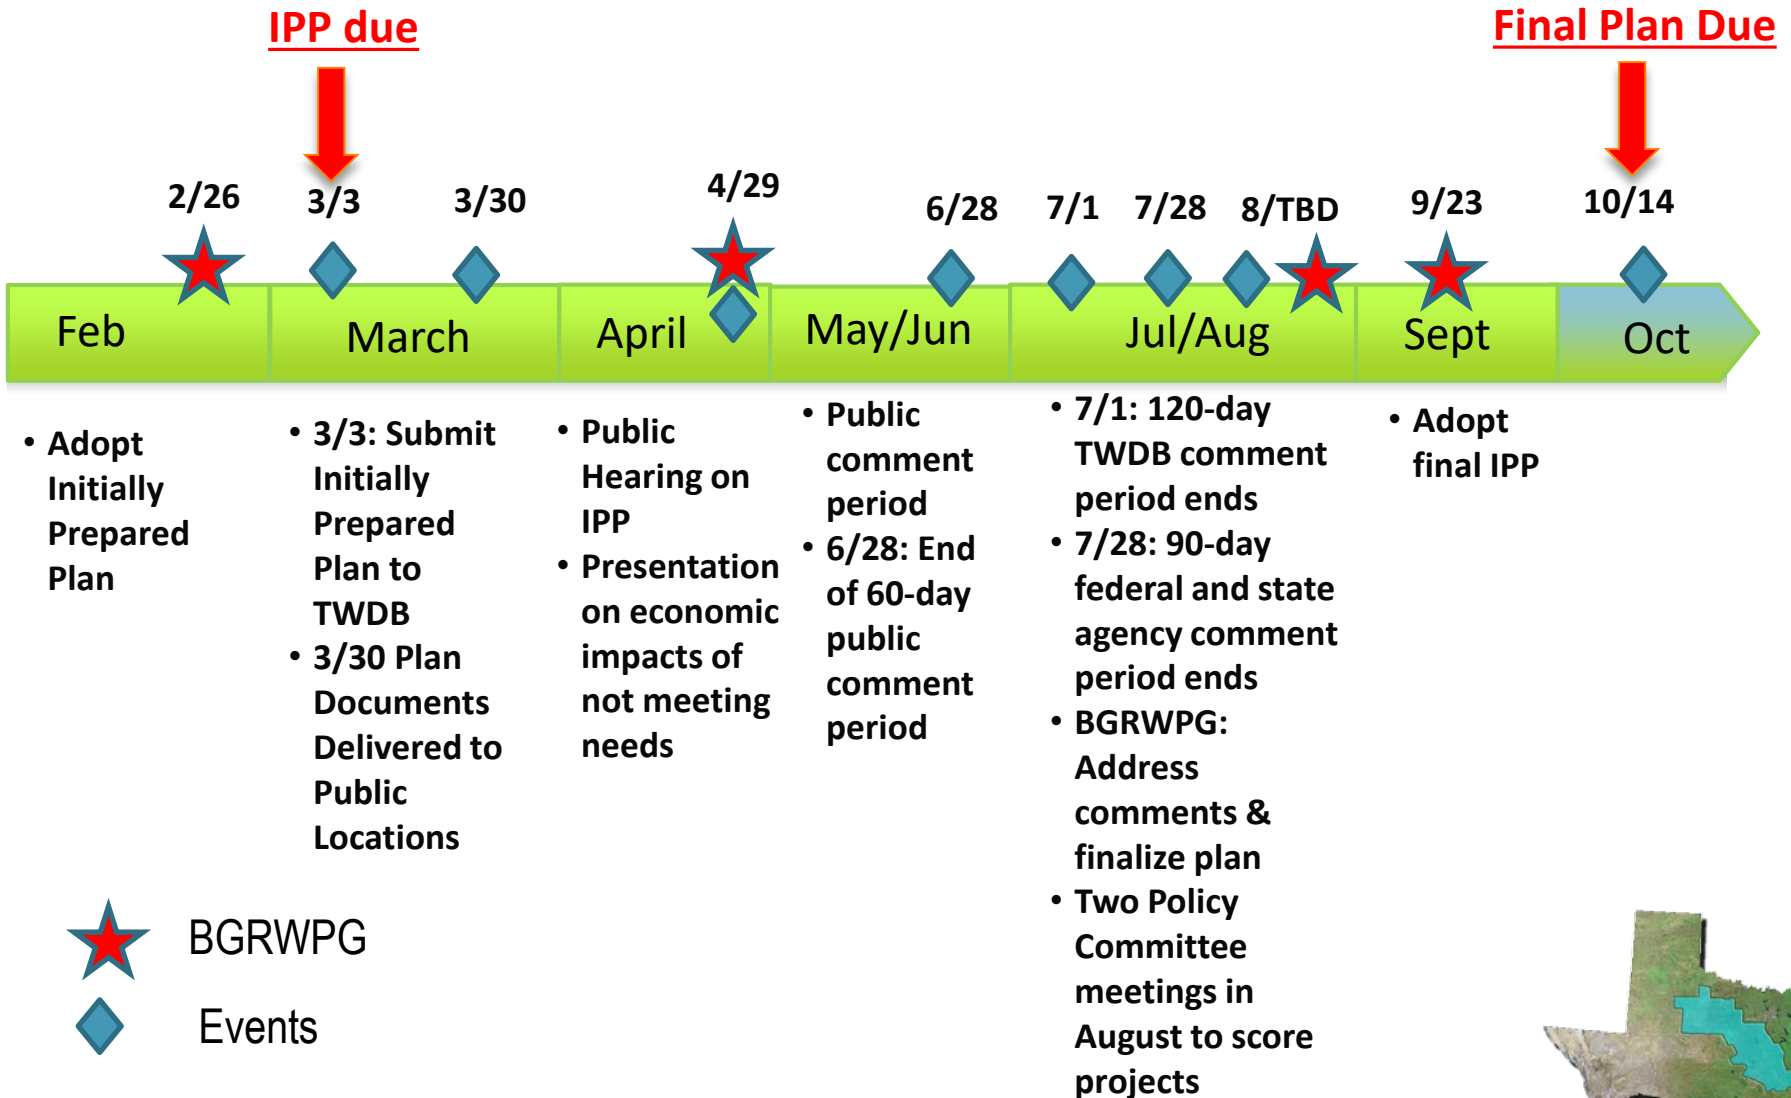 IPP due
Final Plan Due
2/26
3/3
3/30
4/29
6/28
7/1
7/28
8/TBD
9/23
10/14
Feb
March
April
May/Jun
Jul/Aug
Sept
Oct
• Adopt
Initially
Prepared
Plan
• 3/3: Submit
Initially
Prepared
Plan to
TWDB
• 3/30 Plan
Documents
Delivered to
Public
Locations
• Public
Hearing on
IPP
• Presentation
on economic
impacts of
not meeting
needs
• Public
comment
period
• 6/28: End
of 60-day
public
comment
period
• 7/1: 120-day
TWDB comment
period ends
• 7/28: 90-day
federal and state
agency comment
period ends
• BGRWPG:
Address
comments &
finalize plan
• Two Policy
Committee
meetings in
August to score
projects
• Adopt
final IPP
BGRWPG
Events